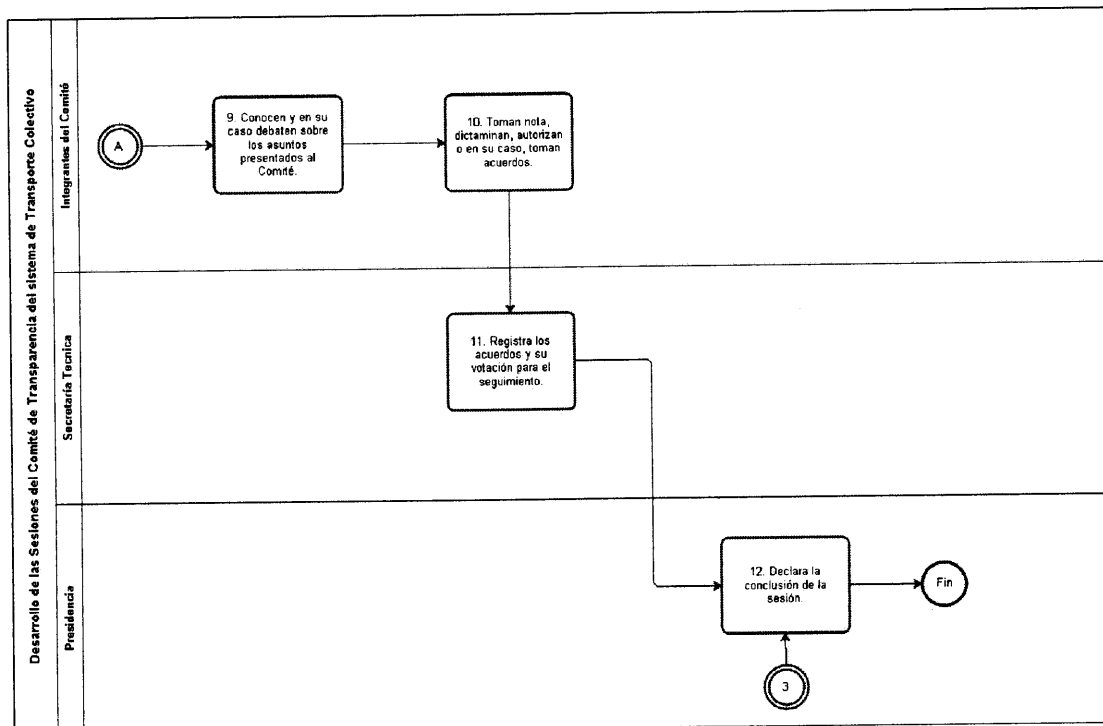 Desarrollo de las Sesiones del Comité de Transparencia del sistema de Transporte Colectivo
Integrantes del Comité
A
9. Conocen y en su
caso debaten sobre
los asuntos
presentados al
Comité.
10. Toman nota,
dictaminan, autorizan
o en su caso, toman
acuerdos.
Secretaría Tecnica
11. Registra los
acuerdos y su
votación para el
seguimiento.
Presidencia
12. Declara la
conclusión de la
sesión.
Fin
3